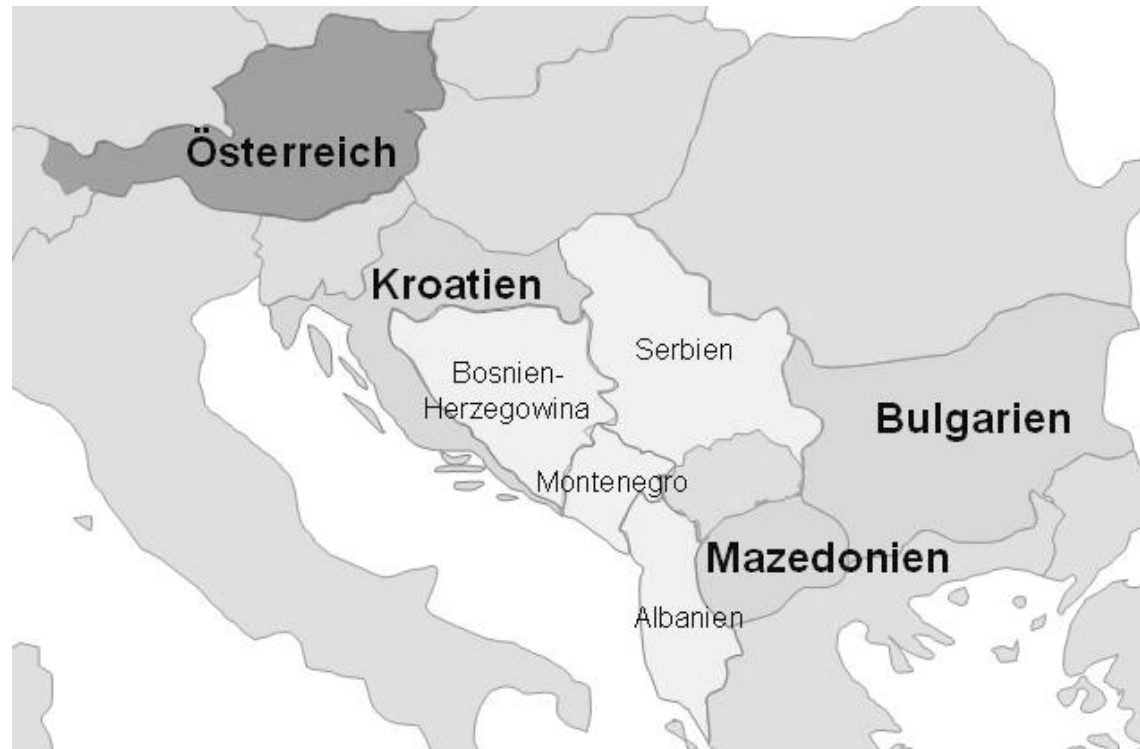 Österreich
Kroatien
Serbien
Bosnien-
Herzegowina
Bulgarien
Montenegro
Mazedonien
Albanien